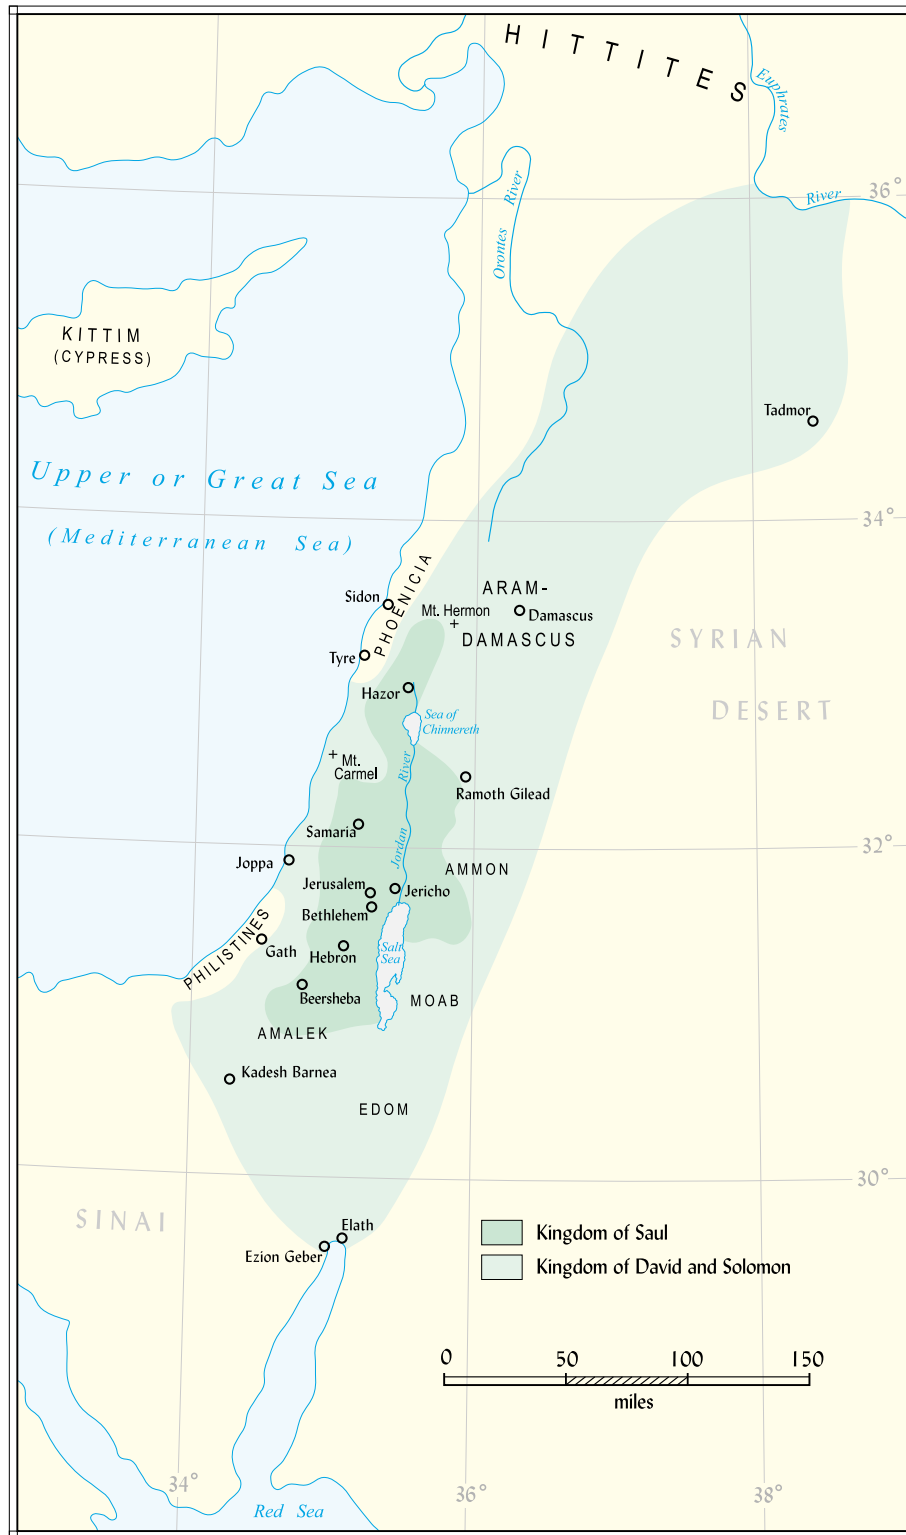 HITTITES
Euphrates
River
36°
Orontes
River
KITTIM
(CYPRESS)
Tadmor
Upper or Great Sea
34°
(Mediterranean Sea)
PHOENICIA
Sidon
ARAM-
Mt. Hermon
Damascus
DAMASCUS
SYRIAN
Tyre
Hazor
DESERT
Sea of
Chinnereth
Mt.
Carmel
River
Ramoth Gilead
Samaria
Jordan
32°
Joppa
AMMON
Jerusalem
Jericho
Bethlehem
PHILISTINES
Gath
Hebron
Salt
Sea
Beersheba
MOAB
AMALEK
Kadesh Barnea
EDOM
30°
SINAI
Elath
Ezion Geber
Kingdom of Saul
Kingdom of David and Solomon
0 50 100 150
miles
34°
36°
38°
Red Sea